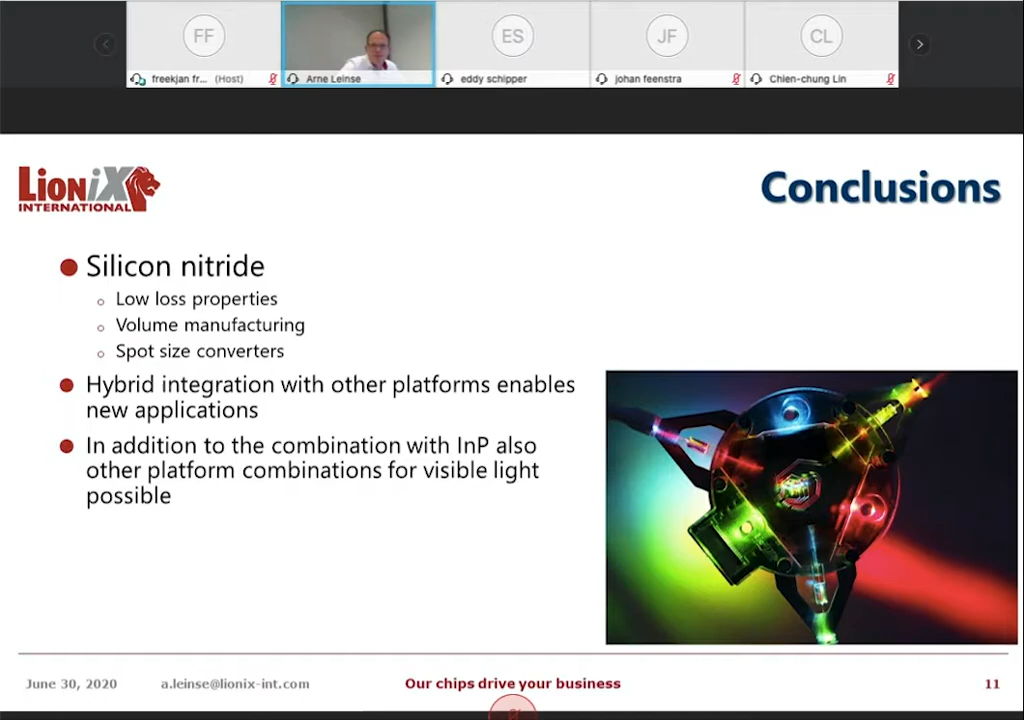 FF
ES
JF
CL
freekjan fr... (Host)
Arne Leinse
eddy schipper
johan feenstra
Chien-chung Lin
LioniX
INTERNATIONAL
Conclusions
Silicon nitride
Low loss properties
Volume manufacturing
Spot size converters
Hybrid integration with other platforms enables
new applications
In addition to the combination with InP also
other platform combinations for visible light
possible
June 30, 2020
a.leinse@lionix-int.com
Our chips drive your business
11